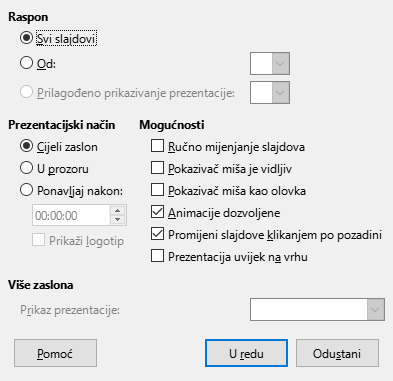 Raspon
Svi slajdovi
Od:
Prilagođeno prikazivanje prezentacije:
Prezentacijski način
Mogućnosti
Cijeli zaslon
Ručno mijenjanje slajdova
U prozoru
Pokazivač miša je vidljiv
Ponavljaj nakon:
Pokazivač miša kao olovka
00:00:00
Animacije dozvoljene
Prikaži logotip
Promijeni slajdove klikanjem po pozadini
Prezentacija uvijek na vrhu
Više zaslona
Prikaz prezentacije:
Pomoć
U redu
Odustani